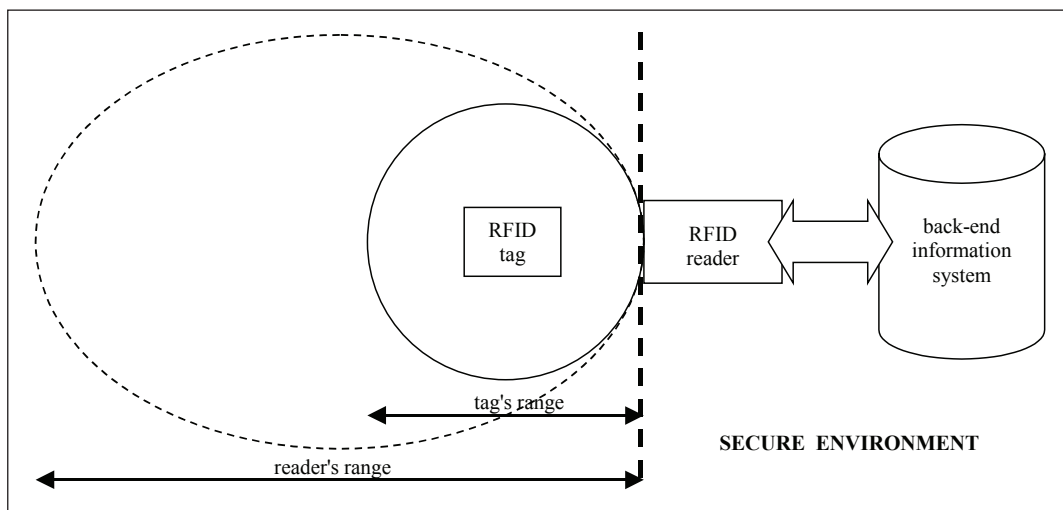 RFID
tag
RFID
reader
back-end
information
system
tag's range
SECURE ENVIRONMENT
reader's range